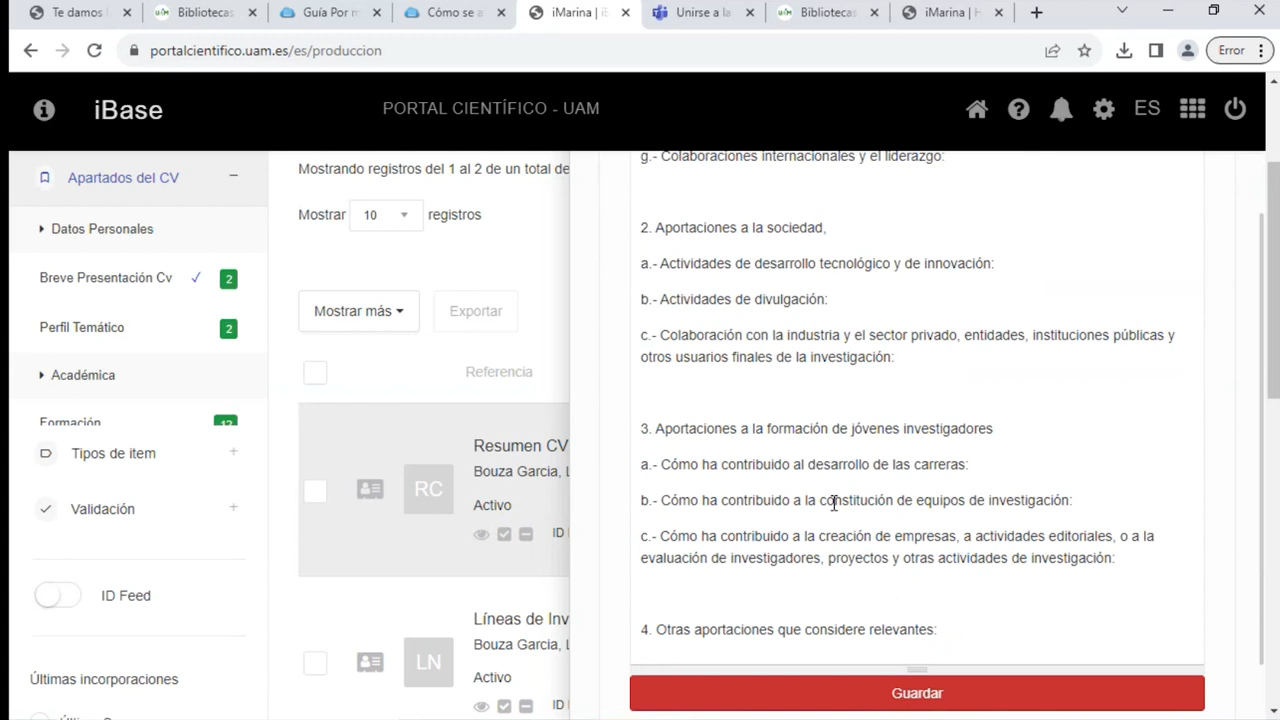 Te damos l
Bibliotecas
Guía Por m
Cómo se a
iMarina | i
Unirse a la
Bibliotecas
iMarina | H
portalcientifico.uam.es/es/produccion
Error
iBase
PORTAL CIENTÍFICO - UAM
ES
Apartados del CV
Datos Personales
Breve Presentación Cv 2
Perfil Temático 2
Académica
Formación 12
Tipos de item
Validación
ID Feed
Últimas incorporaciones
Mostrando registros del 1 al 2 de un total de
Mostrar 10 registros
Mostrar más
Exportar
Referencia
RC
Resumen CV
Bouza Garcia, L
Activo
ID
LN
Líneas de Inv
Bouza Garcia, L
Activo
ID
g.- Colaboraciones internacionales y el liderazgo:
2. Aportaciones a la sociedad,
a.- Actividades de desarrollo tecnológico y de innovación:
b.- Actividades de divulgación:
c.- Colaboración con la industria y el sector privado, entidades, instituciones públicas y
otros usuarios finales de la investigación:
3. Aportaciones a la formación de jóvenes investigadores
a.- Cómo ha contribuido al desarrollo de las carreras:
b.- Cómo ha contribuido a la constitución de equipos de investigación:
c.- Cómo ha contribuido a la creación de empresas, a actividades editoriales, o a la
evaluación de investigadores, proyectos y otras actividades de investigación:
4. Otras aportaciones que considere relevantes:
Guardar